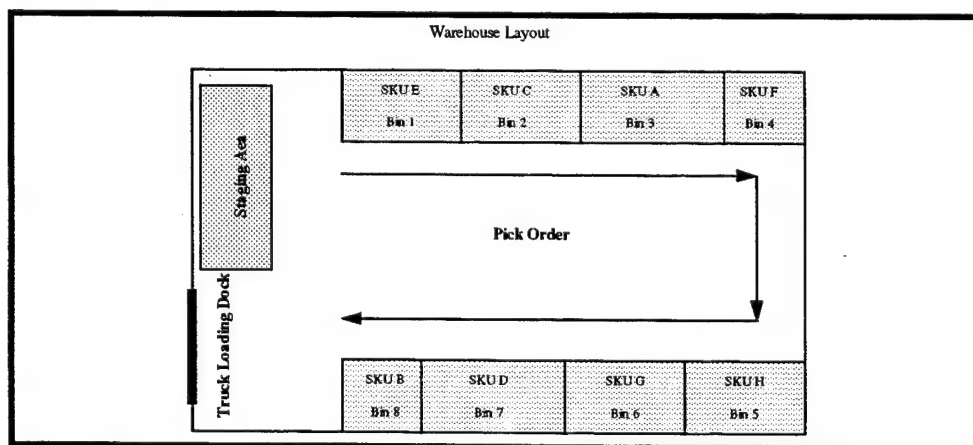 Warehouse Layout
SKU E SKU C SKU A SKU F
Bin 1 Bin 2 Bin 3 Bin 4
Staging Aea
Pick Order
Truck Loading Dock
SKU B SKU D SKU G SKU H
Bin 8 Bin 7 Bin 6 Bin 5